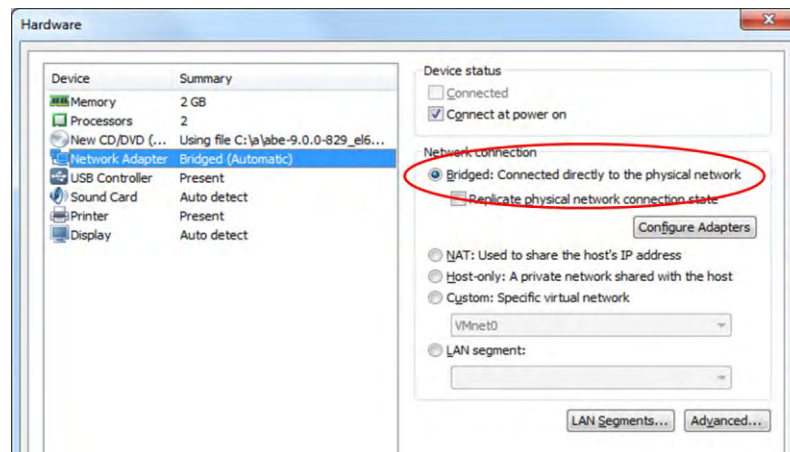 Hardware
Device Summary
Memory 2 GB
Processors 2
New CD/DVD (... Using file C:\a\abe-9.0.0-829_el6...
Network Adapter Bridged (Automatic)
USB Controller Present
Sound Card Auto detect
Printer Present
Display Auto detect
Device status
Connected
Connect at power on
Network connection
Bridged: Connected directly to the physical network
Replicate physical network connection state
Configure Adapters
NAT: Used to share the host's IP address
Host-only: A private network shared with the host
Custom: Specific virtual network
VMnet0
LAN segment:
LAN Segments... Advanced...